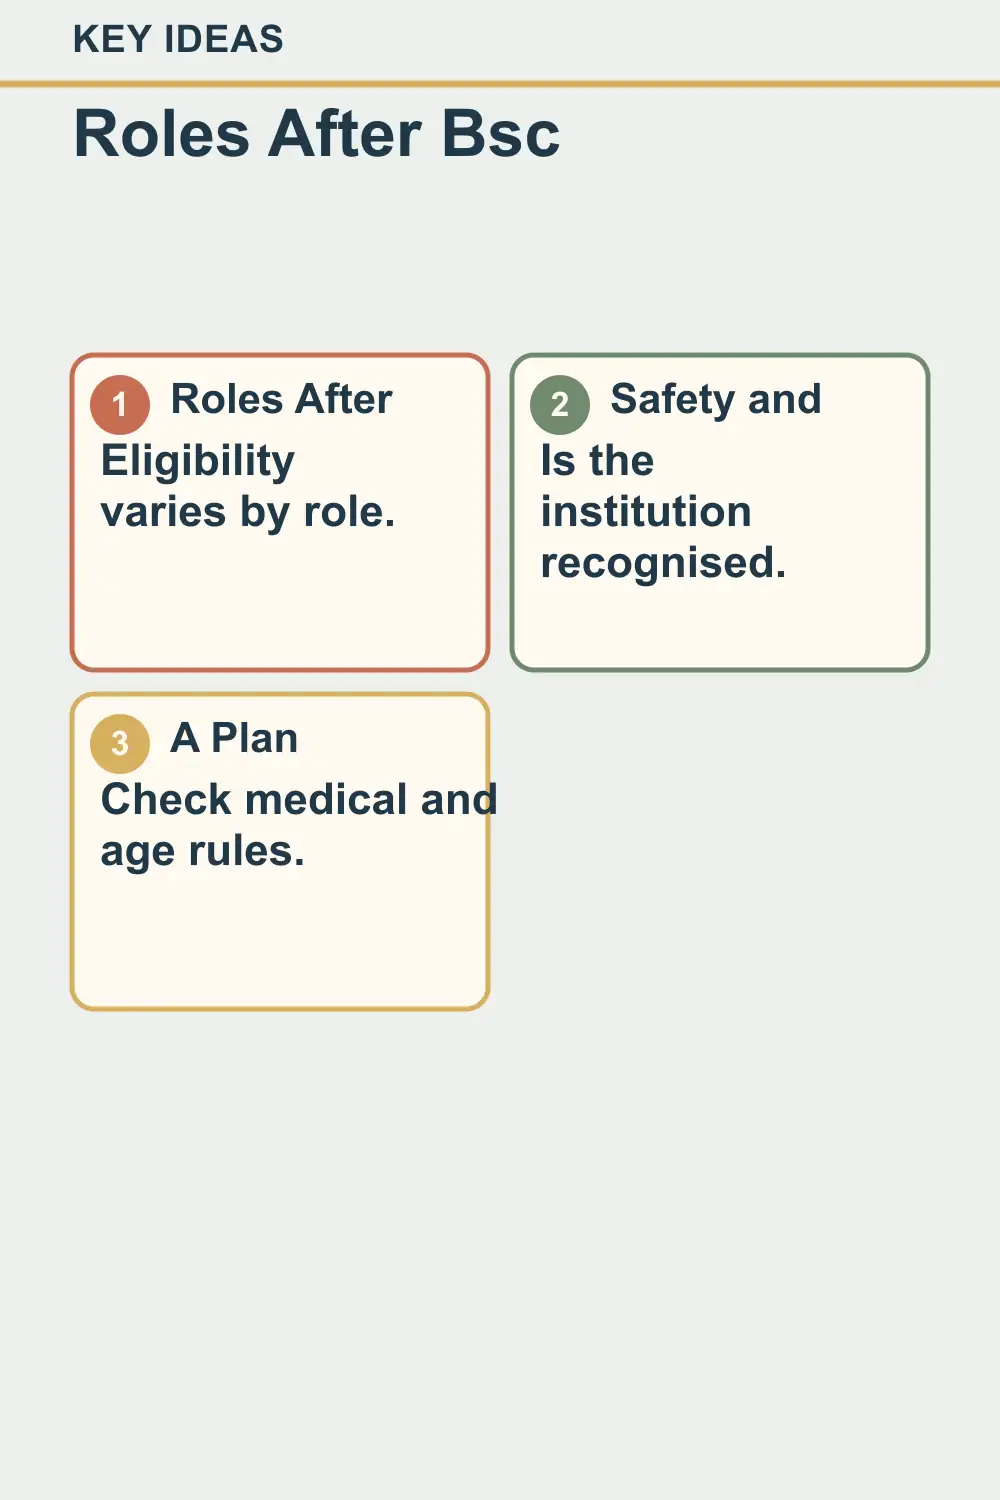 KEY IDEAS
Roles After Bsc
1 Roles After
Eligibility
varies by role.
2 Safety and
Is the
institution
recognised.
3 A Plan
Check medical and
age rules.